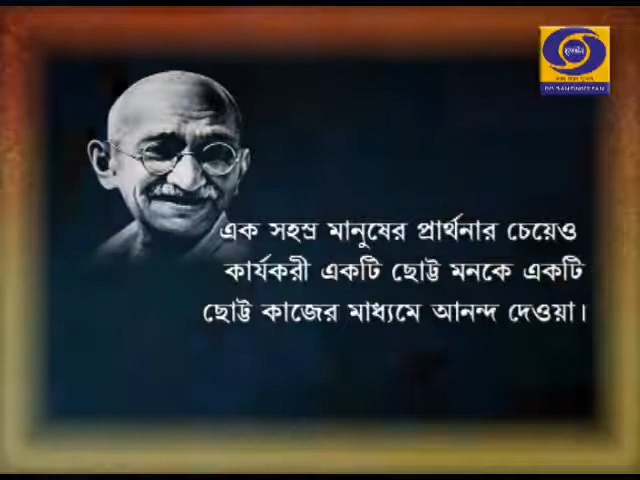 এক সহস্র মানুষের প্রার্থনার চেয়েও
কার্যকরী একটি ছোট্ট মনকে একটি
ছোট্ট কাজের মাধ্যমে আনন্দ দেওয়া।